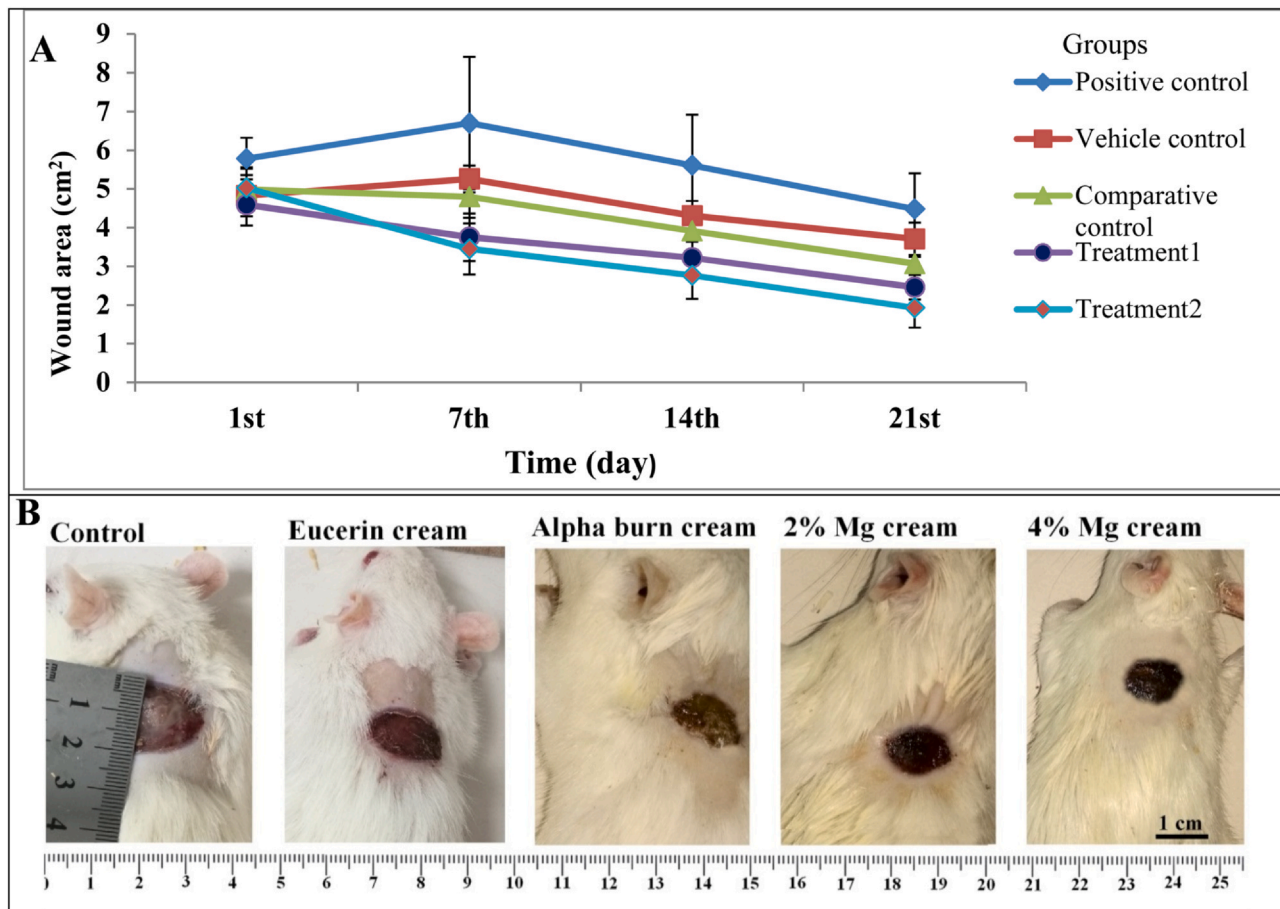 A
9
8
7
6
5
4
3
2
1
0
Wound area (cm²)
1st 7th 14th 21st
Time (day)
Groups
Positive control
Vehicle control
Comparative
control
Treatment1
Treatment2
B
Control Eucerin cream Alpha burn cream 2% Mg cream 4% Mg cream
mm
1
2
3
4
1 cm
0 1 2 3 4 5 6 7 8 9 10 11 12 13 14 15 16 17 18 19 20 21 22 23 24 25